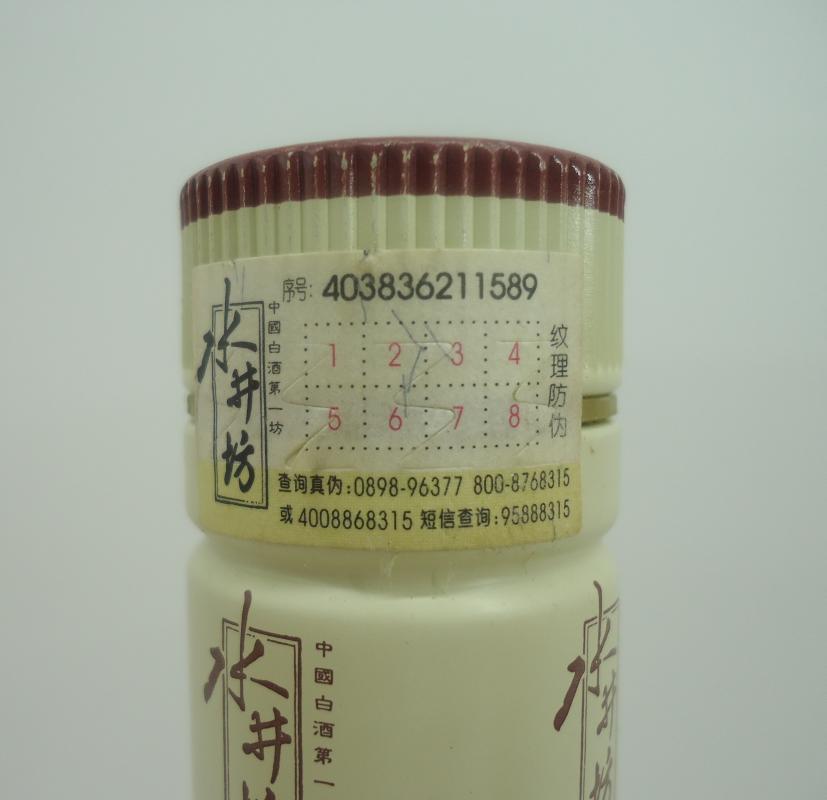 序号: 403836211589
水井坊
中國白酒第一坊
1 2 3 4
5 6 7 8
纹理防伪
查询真伪:0898-96377 800-8768315
或4008868315 短信查询:95888315
水井
中國白酒第一
水井坊